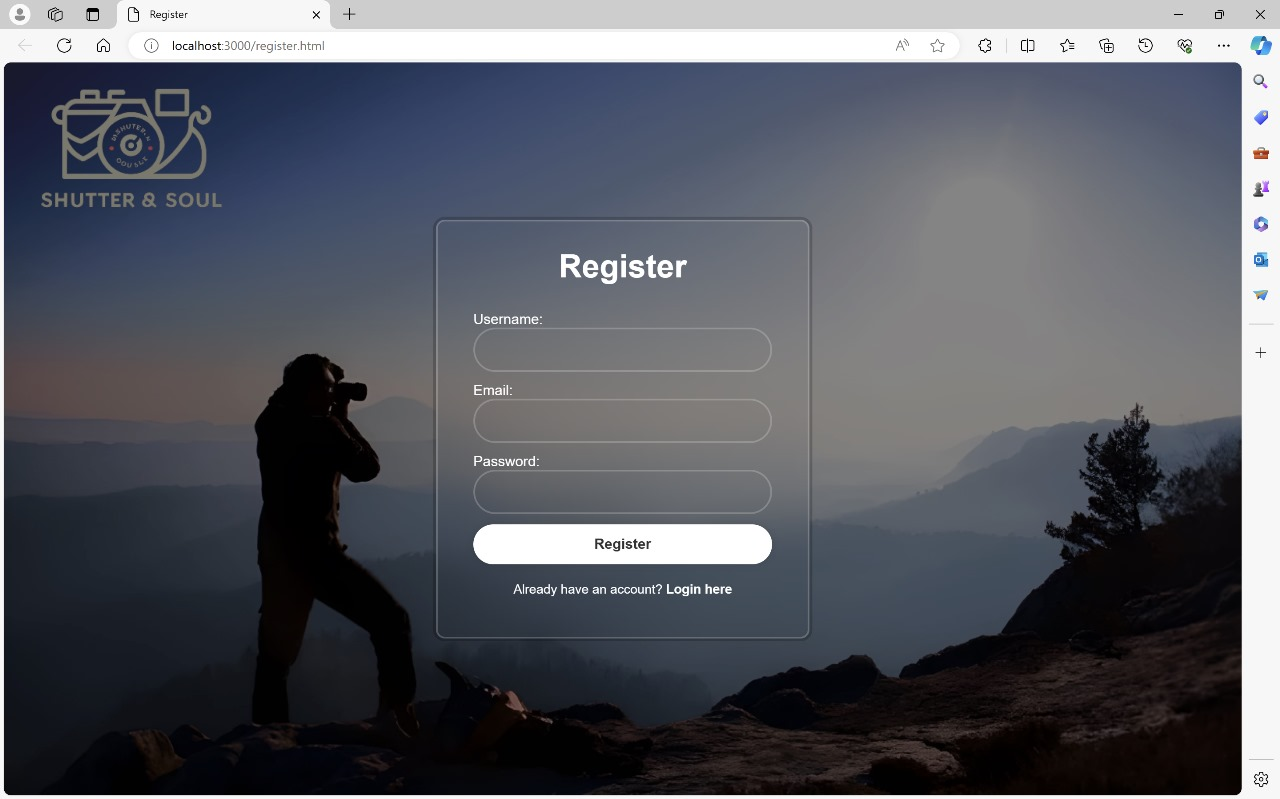 Register
localhost:3000/register.html
SHUTTER & SOUL
Register
Username:
Email:
Password:
Register
Already have an account? Login here